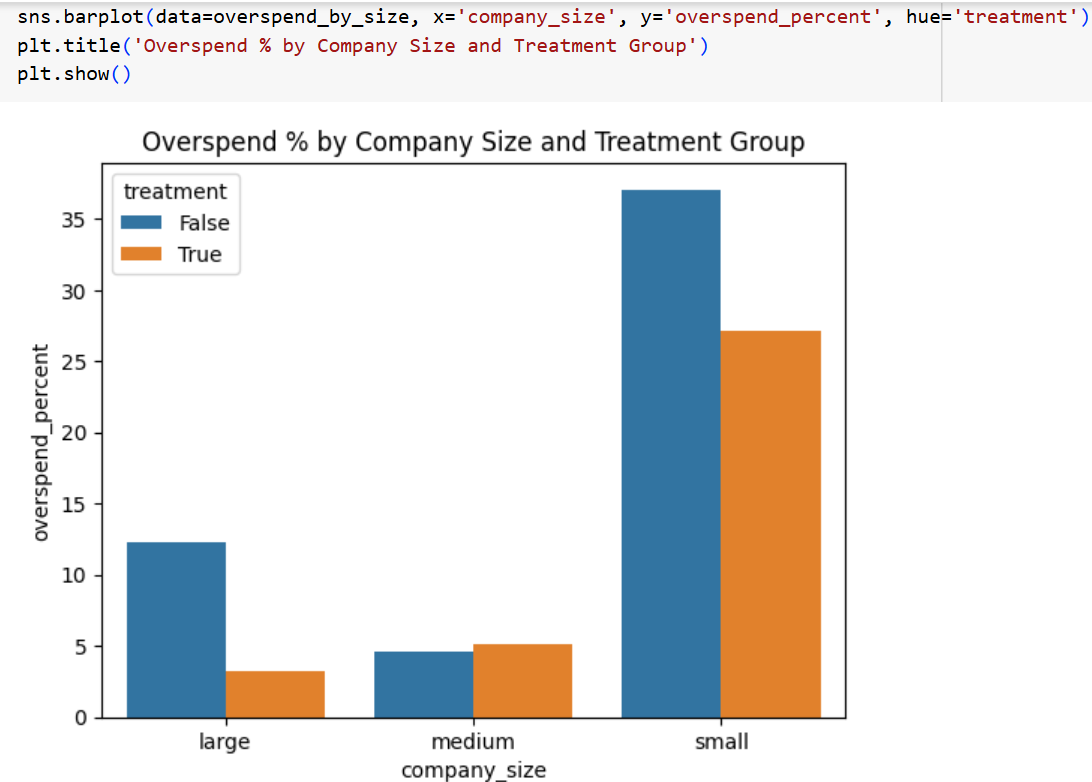 sns.barplot(data=overspend_by_size, x='company_size', y='overspend_percent', hue='treatment')
plt.title('Overspend % by Company Size and Treatment Group')
plt.show()
Overspend % by Company Size and Treatment Group
treatment
False
True
35
30
25
20
15
10
5
0
overspend_percent
large medium small
company_size